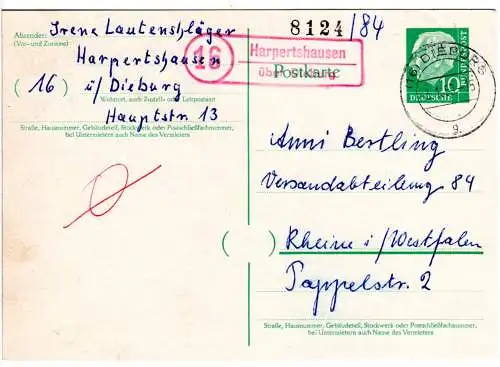 8124/84
Absender: Irene Lautenschläger
(Vor- und Zuname)
Harpertshausen
(16) ü/ Dieburg
Wohnort, auch Zustell- oder Leitpostamt
Hauptstr. 13
Straße, Hausnummer, Gebäudeteil, Stockwerk oder Postschließfachnummer,
bei Untermietern auch Name des Vermieters
16
Harpertshausen
über Dieburg
Postkarte
DEUTSCHE
BUNDESPOST
10
(16) DIEBURG
g
Anni Bertling
Versandabteilung 84
( )
Rheine i/Westfalen
Pappelstr. 2
Straße, Hausnummer, Gebäudeteil, Stockwerk oder Postschließfachnummer;
bei Untermietern auch Name des Vermieters